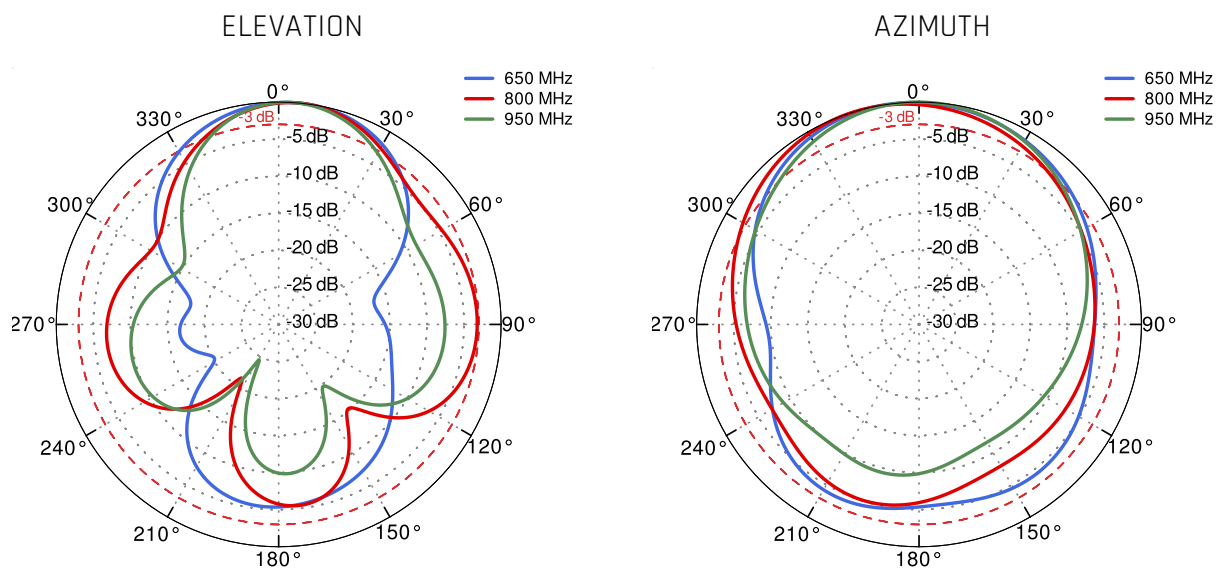 ELEVATION
650 MHz
800 MHz
950 MHz
0°
330°
30°
-3 dB
-5 dB
-10 dB
300°
60°
-15 dB
-20 dB
-25 dB
-30 dB
270°
90°
240°
120°
210°
150°
180°
AZIMUTH
650 MHz
800 MHz
950 MHz
0°
330°
30°
-3 dB
-5 dB
-10 dB
300°
60°
-15 dB
-20 dB
-25 dB
-30 dB
270°
90°
240°
120°
210°
150°
180°